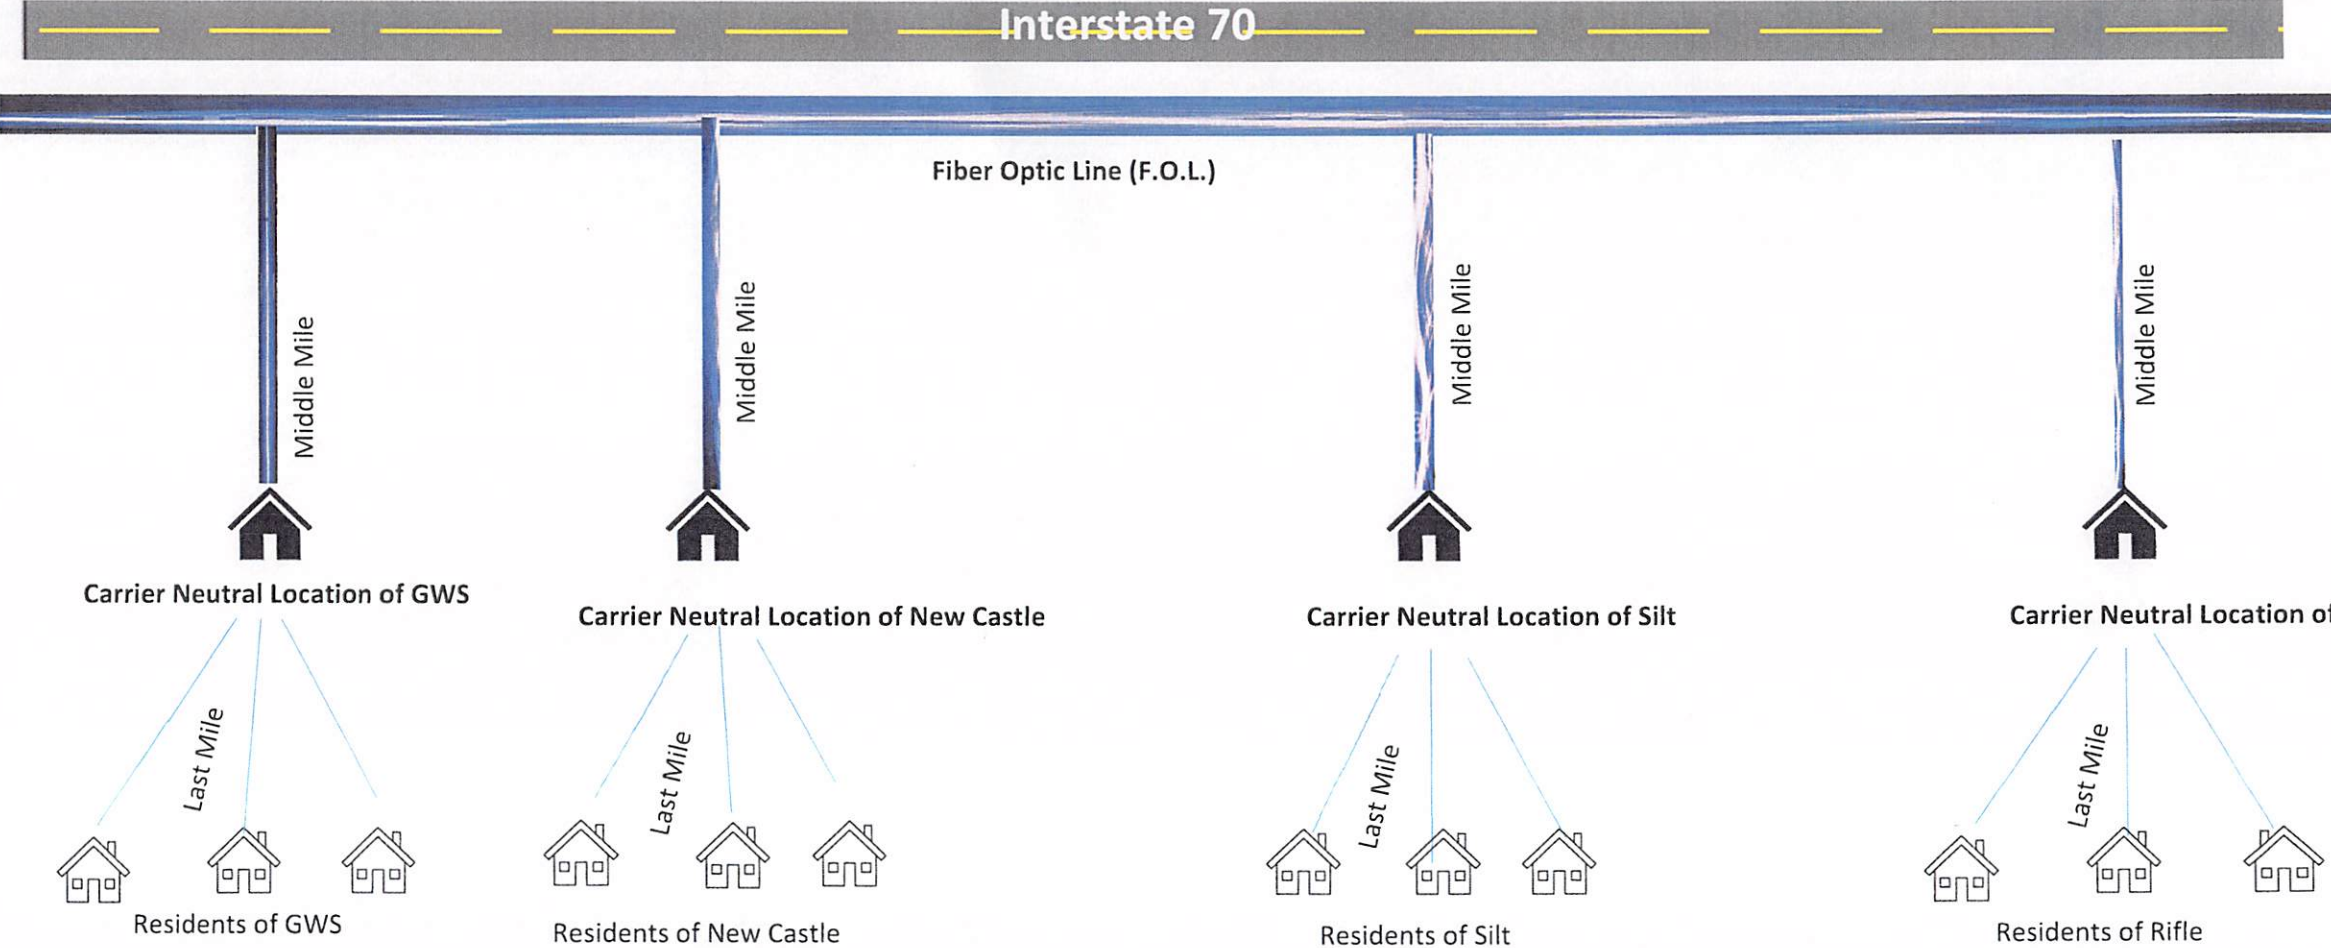 Interstate 70
Fiber Optic Line (F.O.L.)
Middle Mile
Middle Mile
Middle Mile
Middle Mile
Carrier Neutral Location of GWS
Carrier Neutral Location of New Castle
Carrier Neutral Location of Silt
Carrier Neutral Location of
Last Mile
Last Mile
Last Mile
Last Mile
Residents of GWS
Residents of New Castle
Residents of Silt
Residents of Rifle